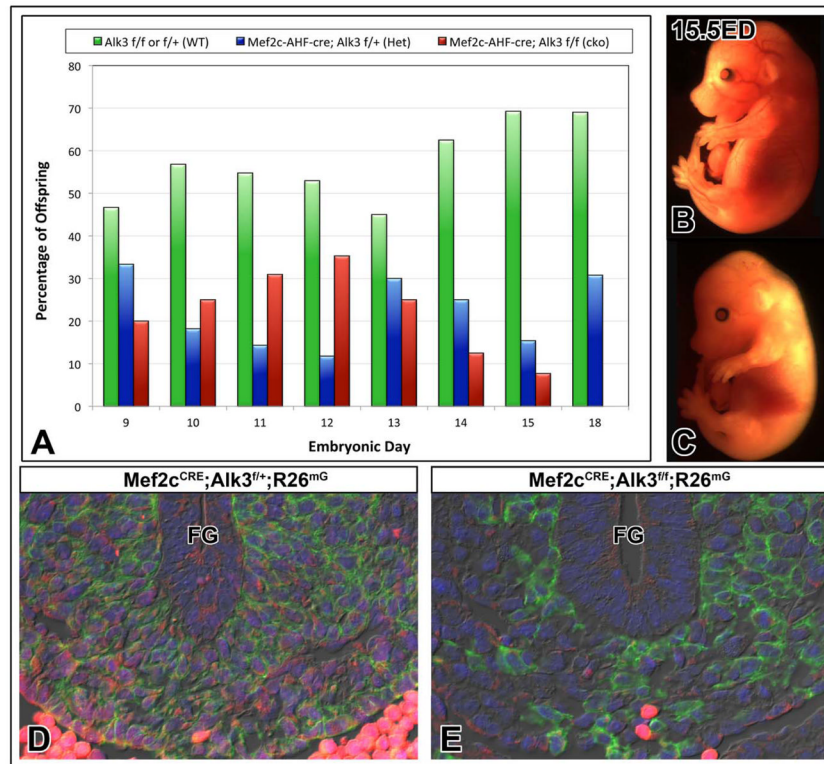 Alk3 f/f or f/+ (WT) Mef2c-AHF-cre; Alk3 f/+ (Het) Mef2c-AHF-cre; Alk3 f/f (cko)
80
70
60
50
40
30
20
10
0
Percentage of Offspring
9 10 11 12 13 14 15 18
Embryonic Day
A
15.5ED
B
C
Mef2cCRE;Alk3f/+;R26mG
FG
D
Mef2cCRE;Alk3f/f;R26mG
FG
E